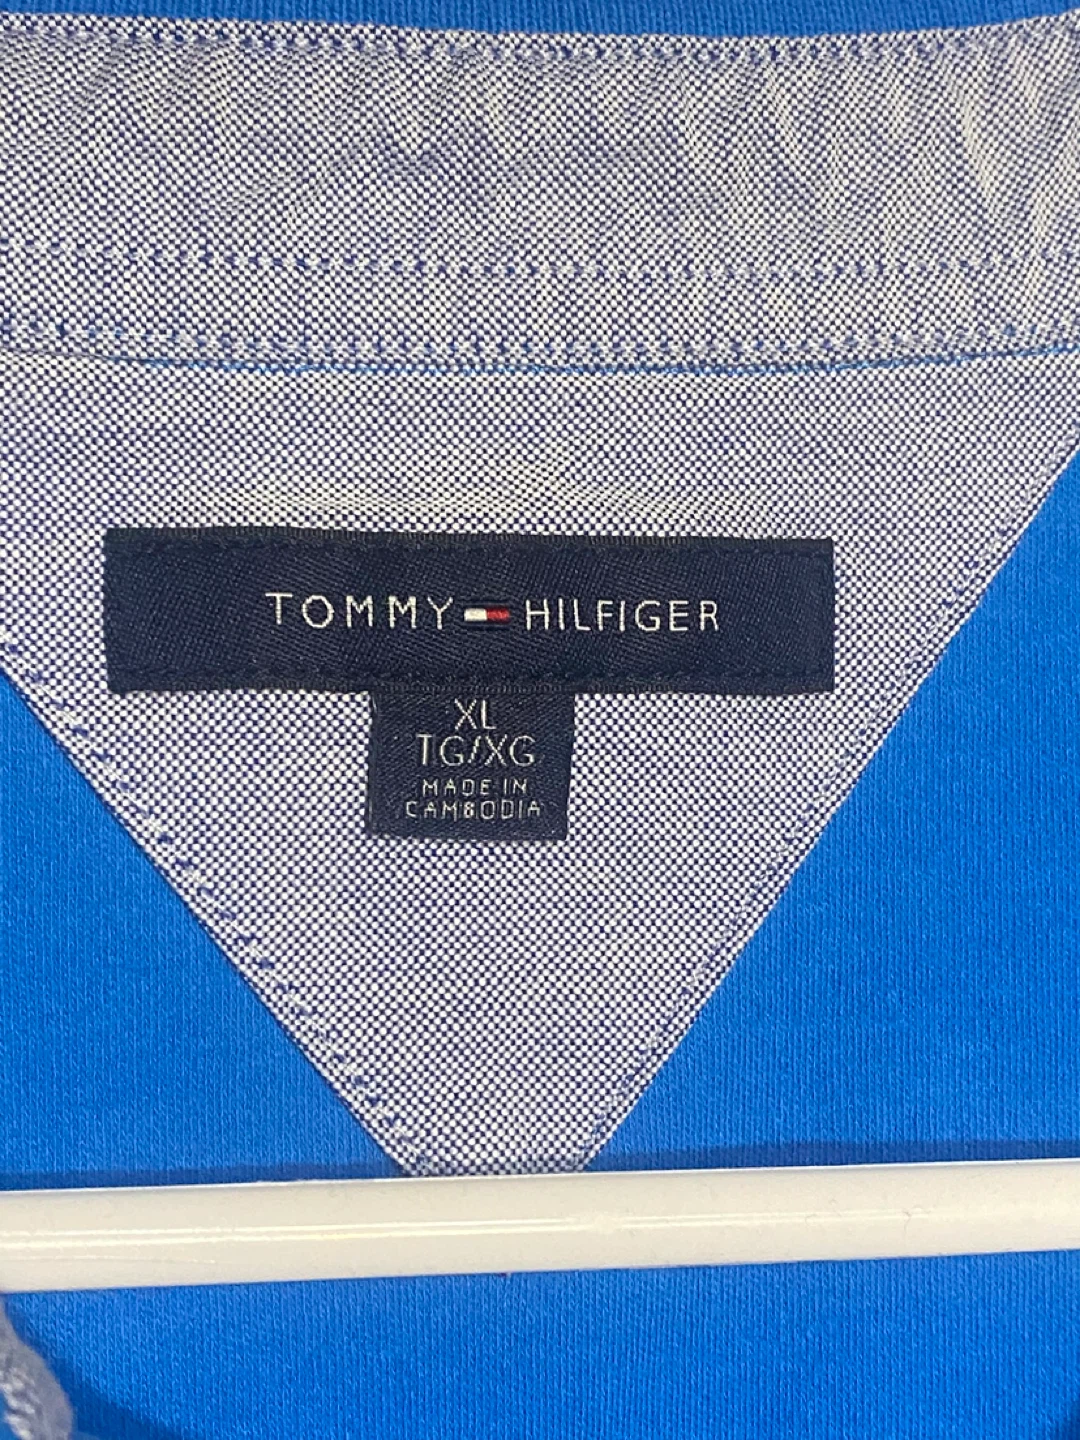 TOMMY HILFIGER
XL
TG/XG
MADE IN
CAMBODIA